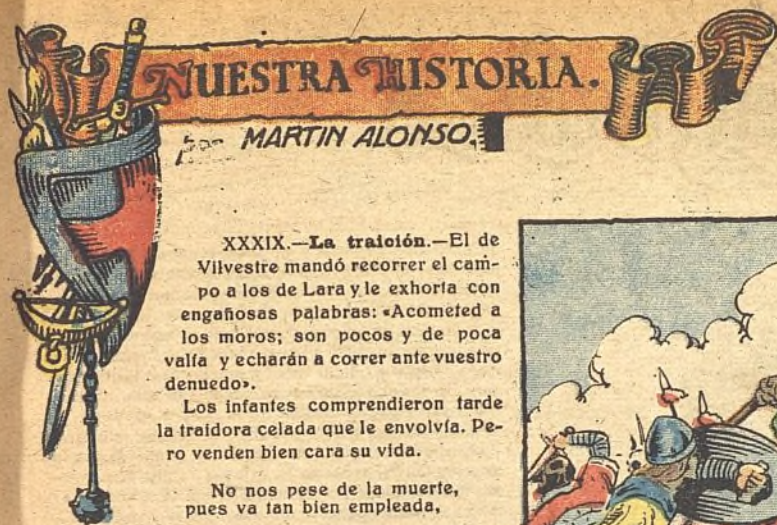 NUESTRA HISTORIA.
por MARTIN ALONSO.
XXXIX.—La traición.—El de
Vilvestre mandó recorrer el cam-
po a los de Lara y le exhorta con
engañosas palabras: «Acometed a
los moros; son pocos y de poca
valía y echarán a correr ante vuestro
denuedo».
Los infantes comprendieron tarde
la traidora celada que le envolvía. Pe-
ro venden bien cara su vida.
No nos pese de la muerte,
pues va tan bien empleada,